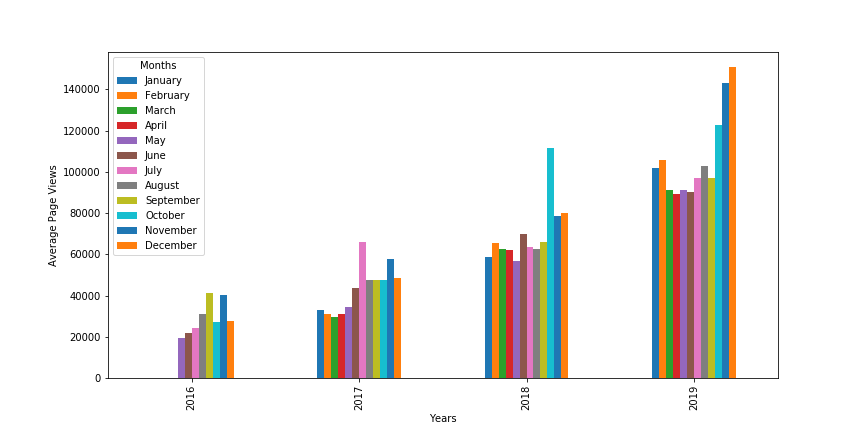 Months
January
February
March
April
May
June
July
August
September
October
November
December
Average Page Views
140000
120000
100000
80000
60000
40000
20000
0
2016
2017
2018
2019
Years